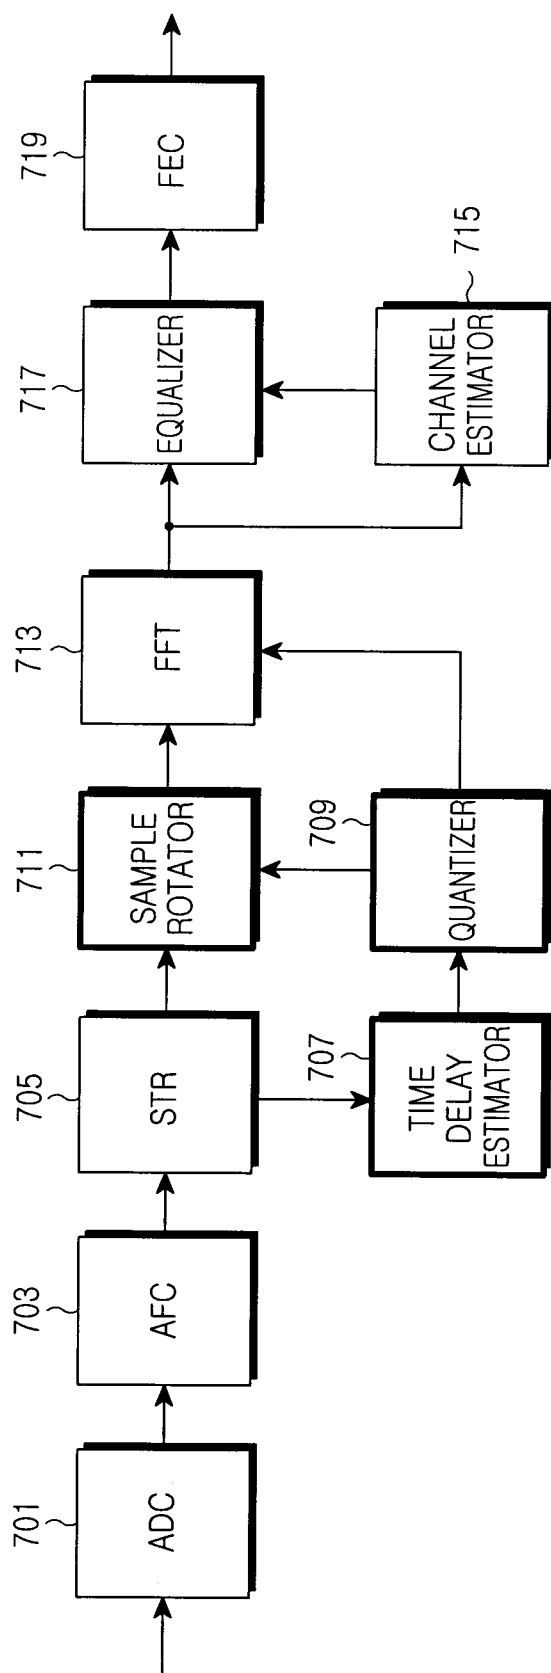 701
ADC
703
AFC
705
STR
707
TIME
DELAY
ESTIMATOR
709
QUANTIZER
711
SAMPLE
ROTATOR
713
FFT
715
CHANNEL
ESTIMATOR
717
EQUALIZER
719
FEC